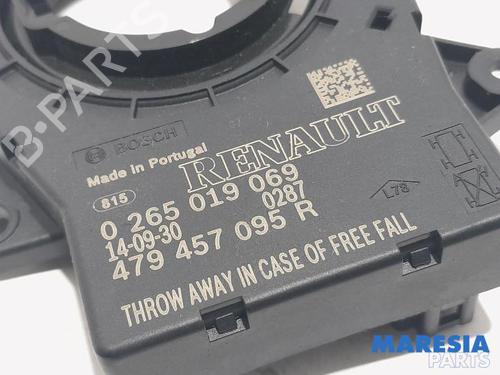 BOSCH
Made in Portugal
RENAULT
815
0 265 019 069
14-09-30 0287
479 457 095 R
L78
THROW AWAY IN CASE OF FREE FALL
B-PARTS
MARESIA
PARTS